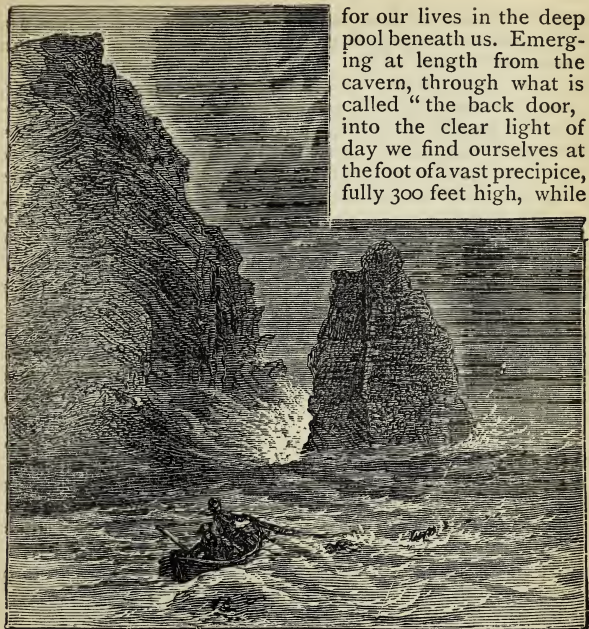 for our lives in the deep
pool beneath us. Emerg-
ing at length from the
cavern, through what is
called “ the back door,
into the clear light of
day we find ourselves at
the foot of a vast precipice,
fully 300 feet high, while